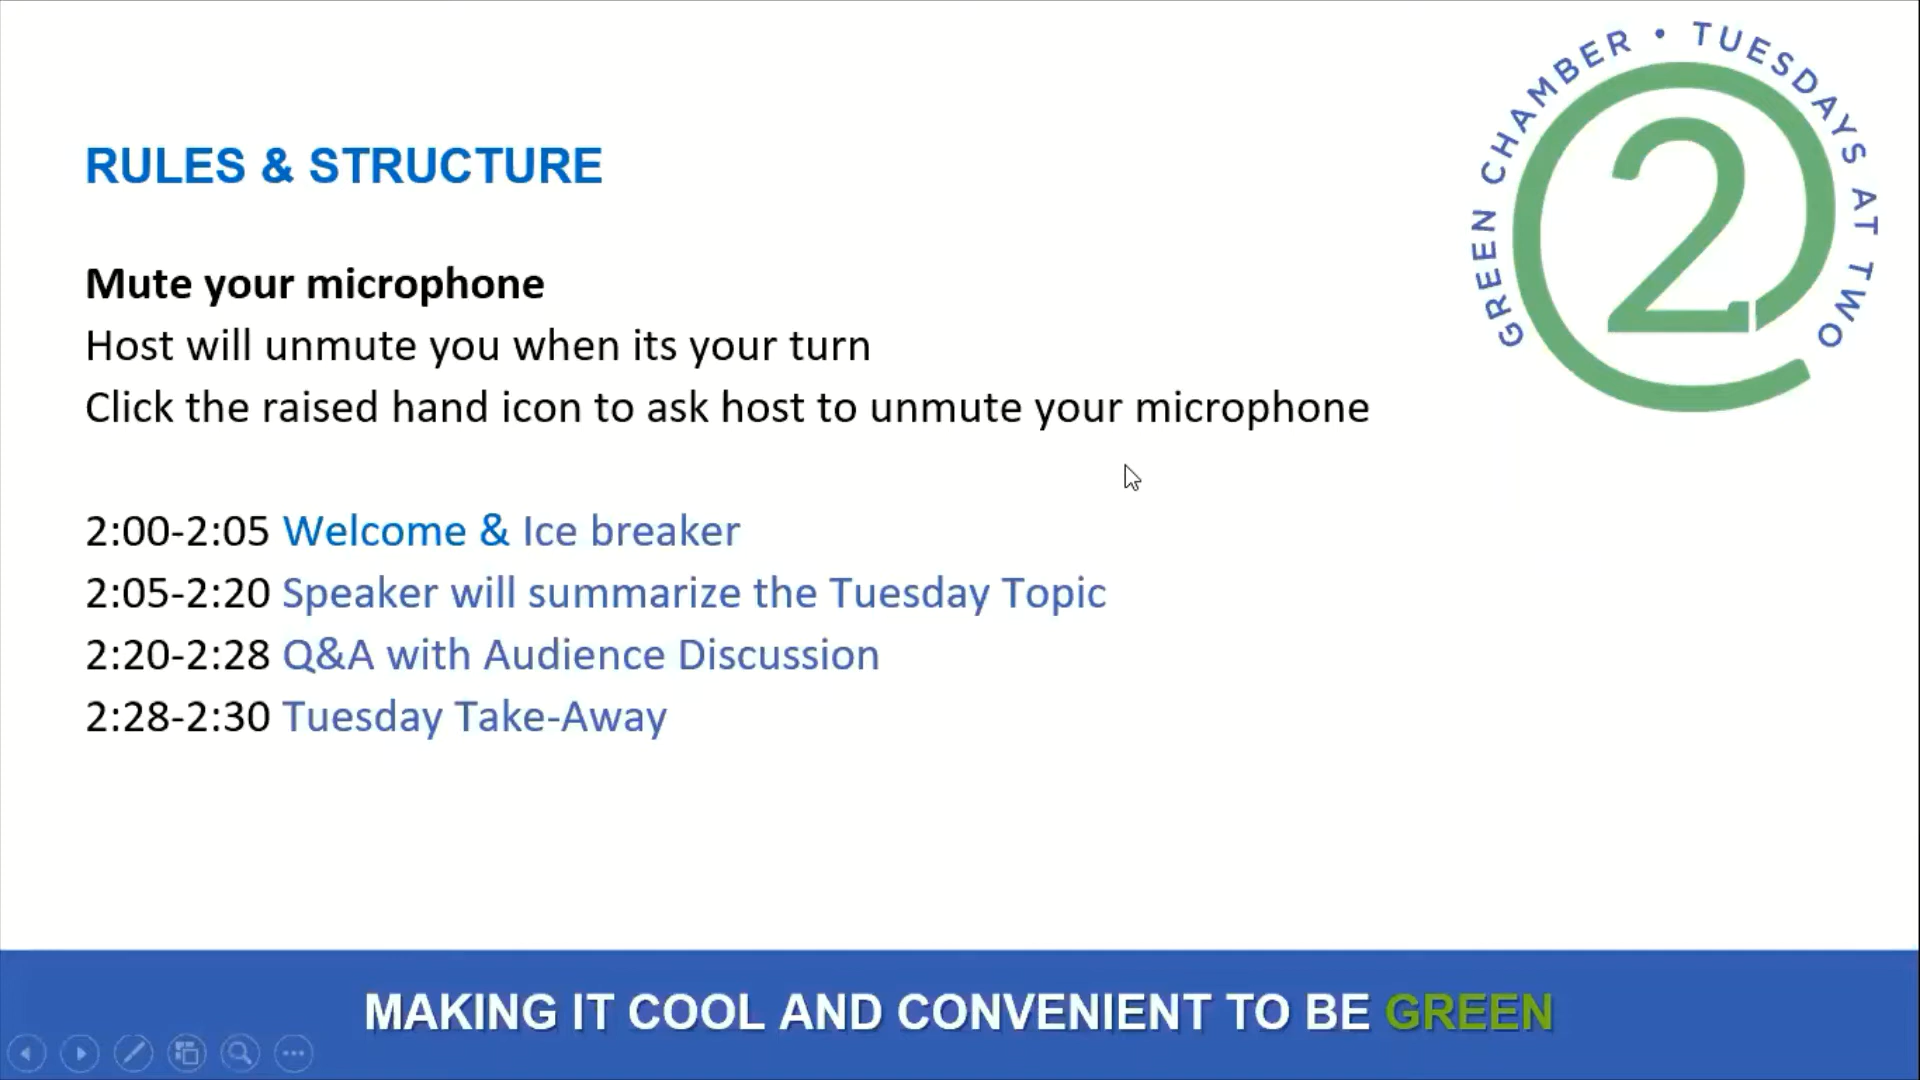 GREEN CHAMBER • TUESDAYS AT TWO
2
RULES & STRUCTURE
Mute your microphone
Host will unmute you when its your turn
Click the raised hand icon to ask host to unmute your microphone
2:00-2:05 Welcome & Ice breaker
2:05-2:20 Speaker will summarize the Tuesday Topic
2:20-2:28 Q&A with Audience Discussion
2:28-2:30 Tuesday Take-Away
MAKING IT COOL AND CONVENIENT TO BE GREEN